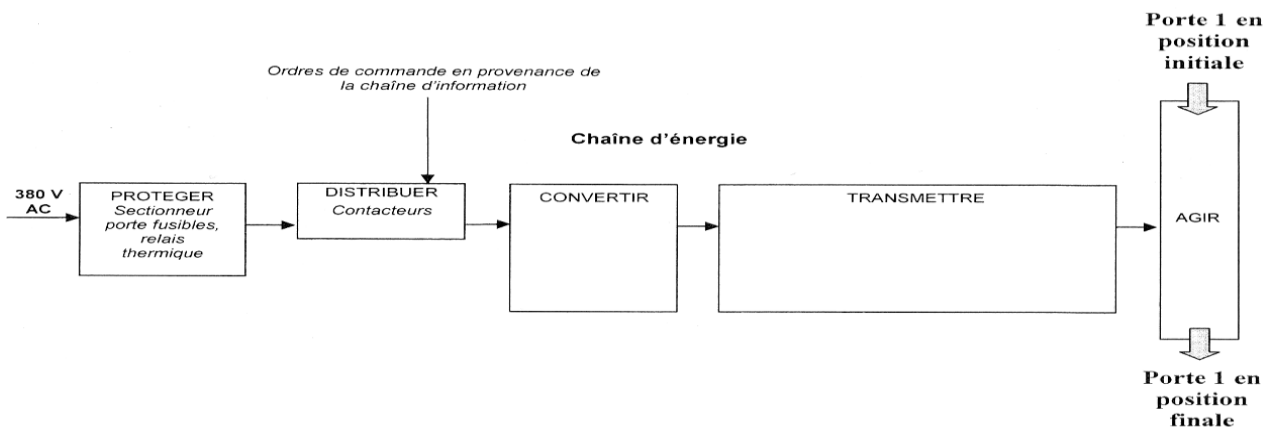 Porte 1 en
position
initiale
Ordres de commande en provenance de
la chaîne d'information
Chaîne d'énergie
380 V
AC
PROTEGER
Sectionneur
porte fusibles,
relais
thermique
DISTRIBUER
Contacteurs
CONVERTIR
TRANSMETTRE
AGIR
Porte 1 en
position
finale